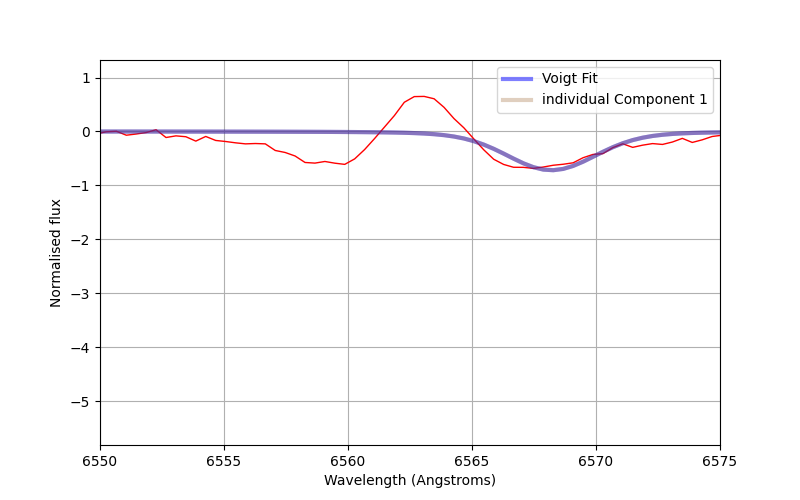 Voigt Fit
individual Component 1
1
0
−1
−2
−3
−4
−5
Normalised flux
6550 6555 6560 6565 6570 6575
Wavelength (Angstroms)